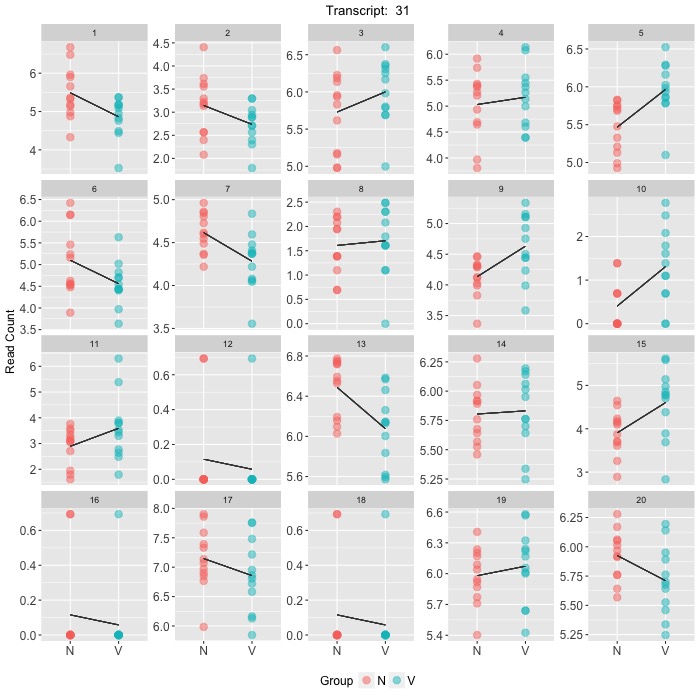 Transcript: 31
1 2 3 4 5
6 5 4
4.5 4.0 3.5 3.0 2.5 2.0
6.5 6.0 5.5 5.0
6.0 5.5 5.0 4.5 4.0
6.5 6.0 5.5 5.0
6 7 8 9 10
6.5 6.0 5.5 5.0 4.5 4.0 3.5
5.0 4.5 4.0 3.5
2.5 2.0 1.5 1.0 0.5 0.0
5.0 4.5 4.0 3.5
2 1 0
Read Count
11 12 13 14 15
6 5 4 3 2
0.6 0.4 0.2 0.0
6.8 6.4 6.0 5.6
6.25 6.00 5.75 5.50 5.25
5 4 3
16 17 18 19 20
0.6 0.4 0.2 0.0
8.0 7.5 7.0 6.5 6.0
0.6 0.4 0.2 0.0
6.6 6.3 6.0 5.7 5.4
6.25 6.00 5.75 5.50 5.25
N V N V N V N V N V
Group N V